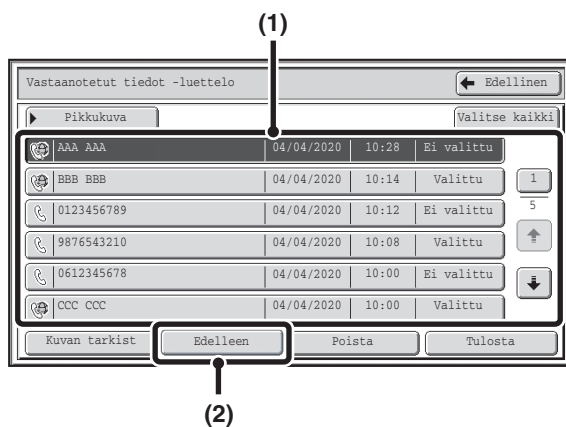 (1)
Vastaanotetut tiedot -luettelo Edellinen
Pikkukuva Valitse kaikki
AAA AAA 04/04/2020 10:28 Ei valittu
BBB BBB 04/04/2020 10:14 Valittu 1
0123456789 04/04/2020 10:12 Ei valittu 5
9876543210 04/04/2020 10:08 Valittu
0612345678 04/04/2020 10:00 Ei valittu
CCC CCC 04/04/2020 10:00 Valittu
Kuvan tarkist Edelleen Poista Tulosta
(2)